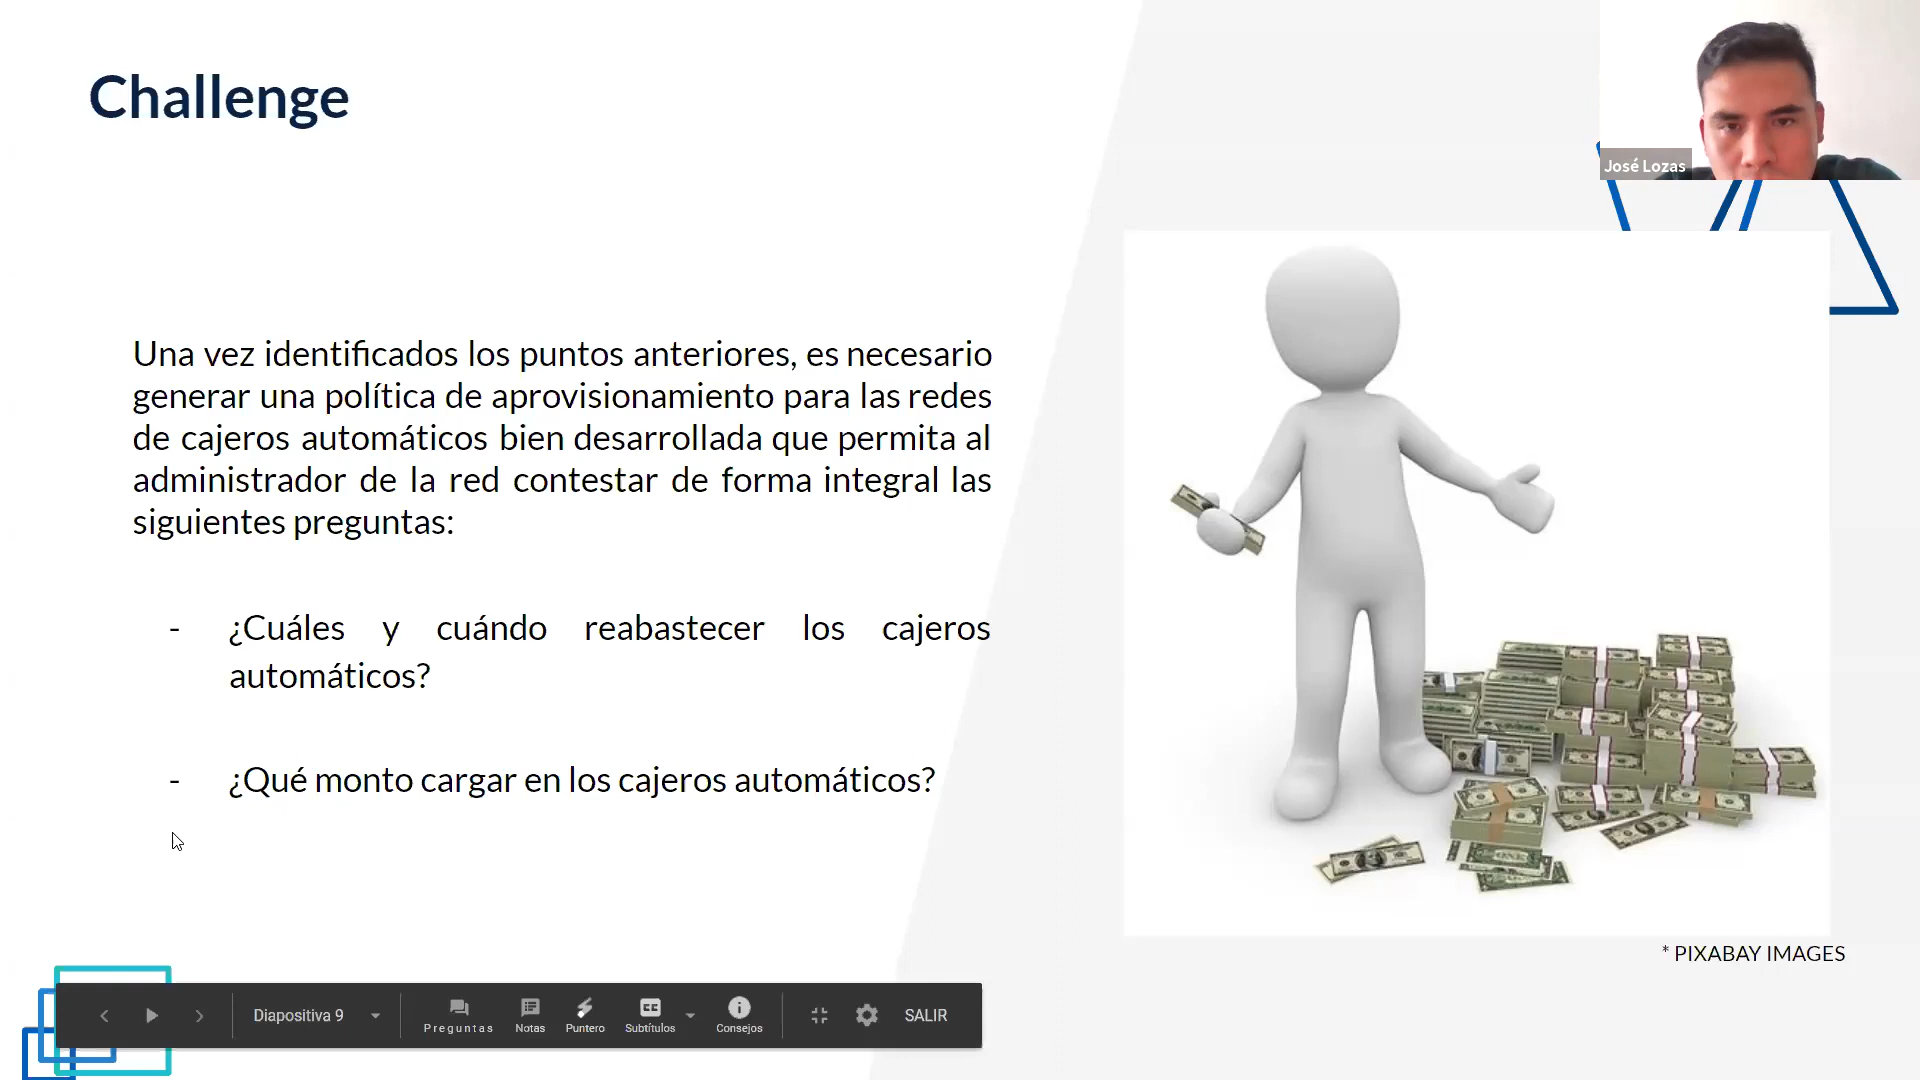 Challenge
José Lozas
Una vez identificados los puntos anteriores, es necesario
generar una política de aprovisionamiento para las redes
de cajeros automáticos bien desarrollada que permita al
administrador de la red contestar de forma integral las
siguientes preguntas:
- ¿Cuáles y cuándo reabastecer los cajeros
automáticos?
- ¿Qué monto cargar en los cajeros automáticos?
* PIXABAY IMAGES
Diapositiva 9
Preguntas
Notas
Puntero
CC
Subtítulos
Consejos
SALIR